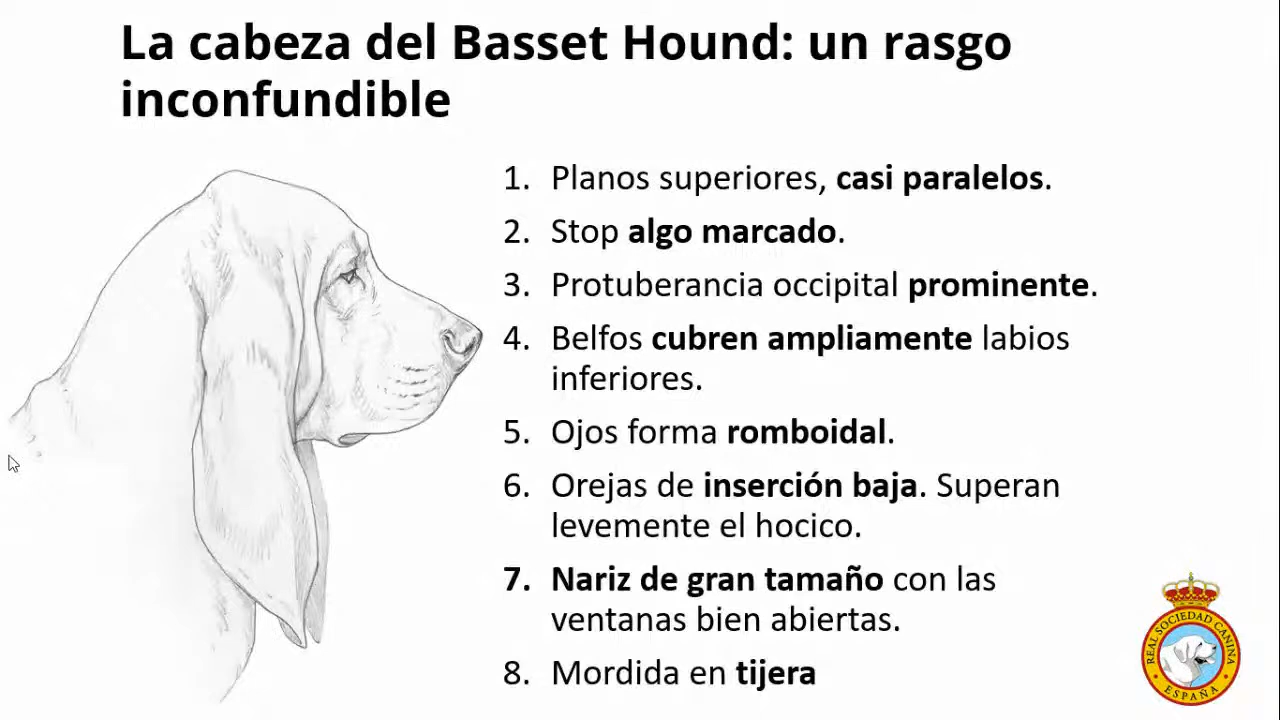 La cabeza del Basset Hound: un rasgo
inconfundible
1. Planos superiores, casi paralelos.
2. Stop algo marcado.
3. Protuberancia occipital prominente.
4. Belfos cubren ampliamente labios
inferiores.
5. Ojos forma romboidal.
6. Orejas de inserción baja. Superan
levemente el hocico.
7. Nariz de gran tamaño con las
ventanas bien abiertas.
8. Mordida en tijera
REAL SOCIEDAD CANINA
· ESPAÑA ·